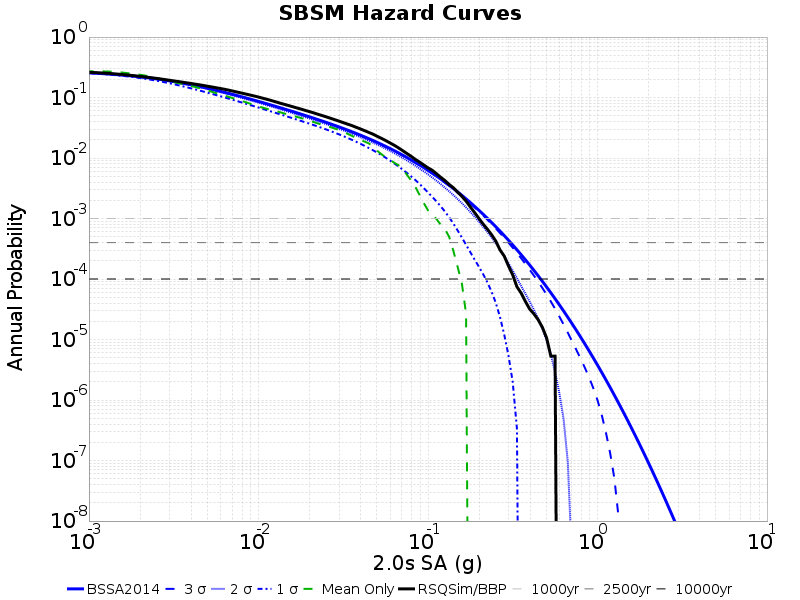 SBSM Hazard Curves
10^0
10^-1
10^-2
10^-3
10^-4
10^-5
10^-6
10^-7
10^-8
Annual Probability
10^-3 10^-2 10^-1 10^0 10^1
2.0s SA (g)
BSSA2014 3 σ 2 σ 1 σ Mean Only RSQSim/BBP 1000yr 2500yr 10000yr